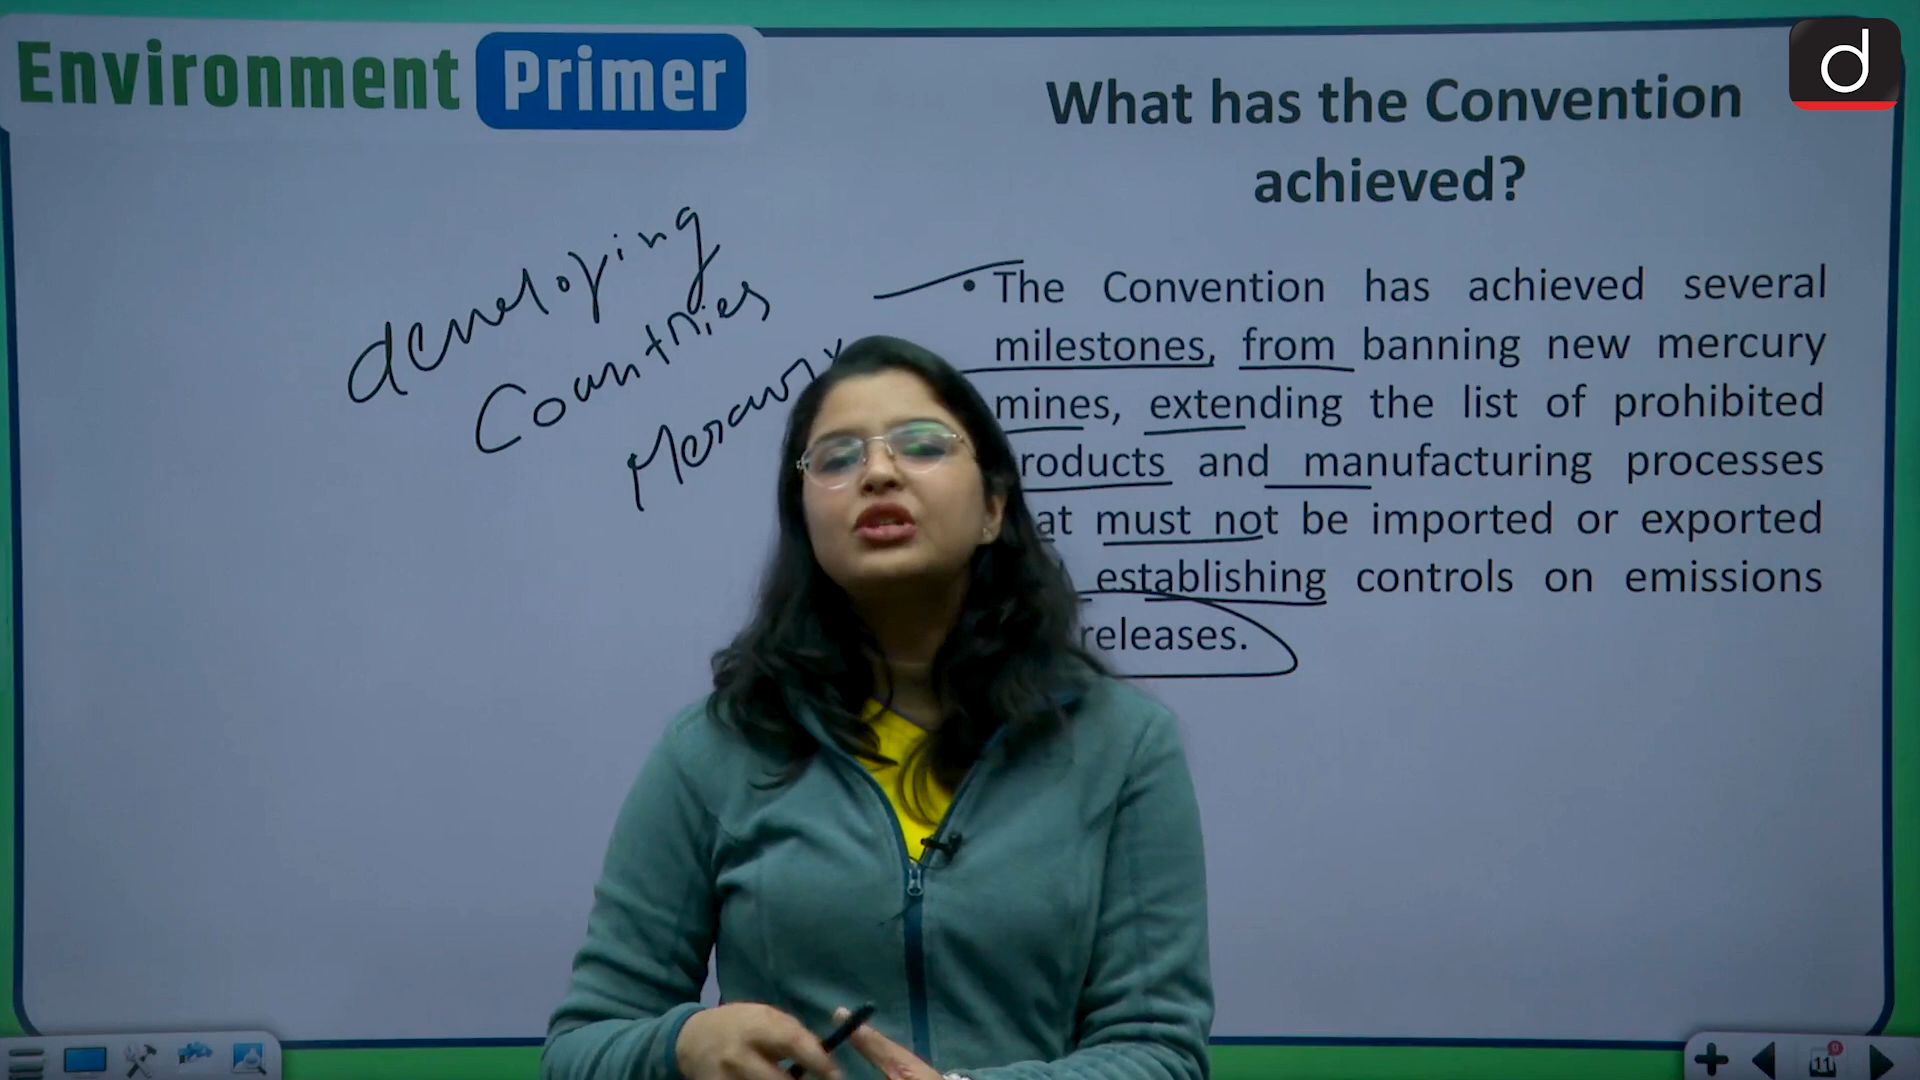 Environment Primer
d
What has the Convention
achieved?
developing
Countries
Mercury
• The Convention has achieved several
milestones, from banning new mercury
mines, extending the list of prohibited
roducts and manufacturing processes
at must not be imported or exported
establishing controls on emissions
releases.
11